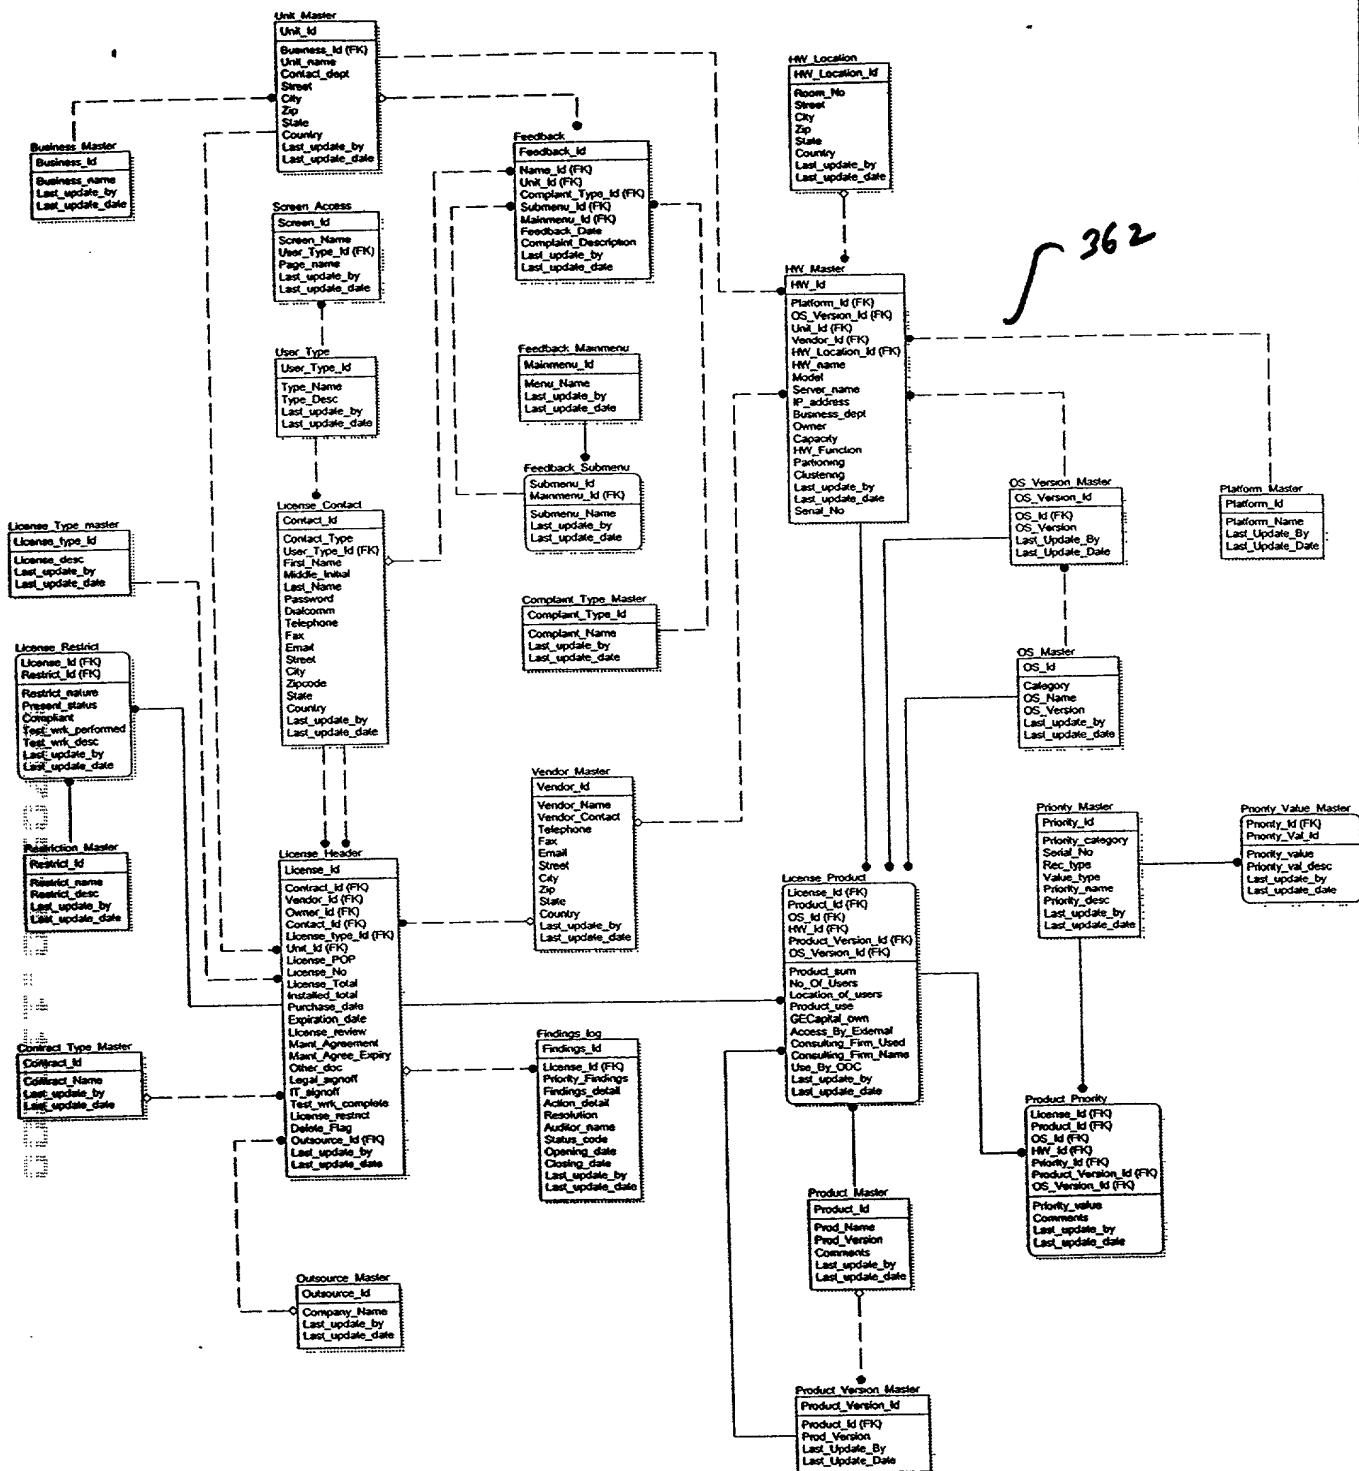 Unit_Master
Unit_Id
Business_Id (FK)
Unit_name
Contact_dept
Street
City
Zip
State
Country
Last_update_by
Last_update_date
HW_Location
HW_Location_Id
Room_No
Street
City
Zip
State
Country
Last_update_by
Last_update_date
Business_Master
Business_Id
Business_name
Last_update_by
Last_update_date
Feedback
Feedback_Id
Name_Id (FK)
Unit_Id (FK)
Complaint_Type_Id (FK)
Submenu_Id (FK)
Mainmenu_Id (FK)
Feedback_Date
Complaint_Description
Last_update_by
Last_update_date
Screen_Access
Screen_Id
Screen_Name
User_Type_Id (FK)
Page_name
Last_update_by
Last_update_date
362
HW_Master
HW_Id
Platform_Id (FK)
OS_Version_Id (FK)
Unit_Id (FK)
Vendor_Id (FK)
HW_Location_Id (FK)
HW_name
Model
Server_name
IP_address
Business_dept
Owner
Capacity
HW_Function
Partioning
Clustering
Last_update_by
Last_update_date
Serial_No
User_Type
User_Type_Id
Type_Name
Type_Desc
Last_update_by
Last_update_date
Feedback_Mainmenu
Mainmenu_Id
Menu_Name
Last_update_by
Last_update_date
Feedback_Submenu
Submenu_Id
Mainmenu_Id (FK)
Submenu_Name
Last_update_by
Last_update_date
OS_Version_Master
OS_Version_Id
OS_Id (FK)
OS_Version
Last_Update_By
Last_Update_Date
Platform_Master
Platform_Id
Platform_Name
Last_Update_By
Last_Update_Date
License_Type_master
License_type_Id
License_desc
Last_update_by
Last_update_date
License_Contact
Contact_Id
Contact_Type
User_Type_Id (FK)
First_Name
Middle_Initial
Last_Name
Password
Dialcomm
Telephone
Fax
Email
Street
City
Zipcode
State
Country
Last_update_by
Last_update_date
Complaint_Type_Master
Complaint_Type_Id
Complaint_Name
Last_update_by
Last_update_date
License_Restrict
License_Id (FK)
Restrict_Id (FK)
Restrict_nature
Present_status
Compliant
Test_wrk_performed
Test_wrk_desc
Last_update_by
Last_update_date
OS_Master
OS_Id
Category
OS_Name
OS_Version
Last_update_by
Last_update_date
Vendor_Master
Vendor_Id
Vendor_Name
Vendor_Contact
Telephone
Fax
Email
Street
City
Zip
State
Country
Last_update_by
Last_update_date
Priority_Master
Priority_Id
Priority_category
Serial_No
Rec_type
Value_type
Priority_name
Priority_desc
Last_update_by
Last_update_date
Priority_Value_Master
Priority_Id (FK)
Priority_Val_Id
Priority_value
Priority_val_desc
Last_update_by
Last_update_date
Restriction_Master
Restrict_Id
Restrict_name
Restrict_desc
Last_update_by
Last_update_date
License_Header
License_Id
Contract_Id (FK)
Vendor_Id (FK)
Owner_Id (FK)
Contact_Id (FK)
License_type_Id (FK)
Unit_Id (FK)
License_POP
License_No
License_Total
Installed_total
Purchase_date
Expiration_date
License_review
Maint_Agreement
Maint_Agree_Expiry
Other_doc
Legal_signoff
IT_signoff
Test_wrk_complete
License_restrict
Delete_Flag
Outsource_Id (FK)
Last_update_by
Last_update_date
License_Product
License_Id (FK)
Product_Id (FK)
OS_Id (FK)
HW_Id (FK)
Product_Version_Id (FK)
OS_Version_Id (FK)
Product_sum
No_Of_Users
Location_of_users
Product_use
GECapital_own
Access_By_External
Consulting_Firm_Used
Consulting_Firm_Name
Use_By_ODC
Last_update_by
Last_update_date
Contract_Type_Master
Contract_Id
Contract_Name
Last_update_by
Last_update_date
Findings_log
Findings_Id
License_Id (FK)
Priority_Findings
Findings_detail
Action_detail
Resolution
Auditor_name
Status_code
Opening_date
Closing_date
Last_update_by
Last_update_date
Product_Priority
License_Id (FK)
Product_Id (FK)
OS_Id (FK)
HW_Id (FK)
Priority_Id (FK)
Product_Version_Id (FK)
OS_Version_Id (FK)
Priority_value
Comments
Last_update_by
Last_update_date
Product_Master
Product_Id
Prod_Name
Prod_Version
Comments
Last_update_by
Last_update_date
Outsource_Master
Outsource_Id
Company_Name
Last_update_by
Last_update_date
Product_Version_Master
Product_Version_Id
Product_Id (FK)
Prod_Version
Last_Update_By
Last_Update_Date